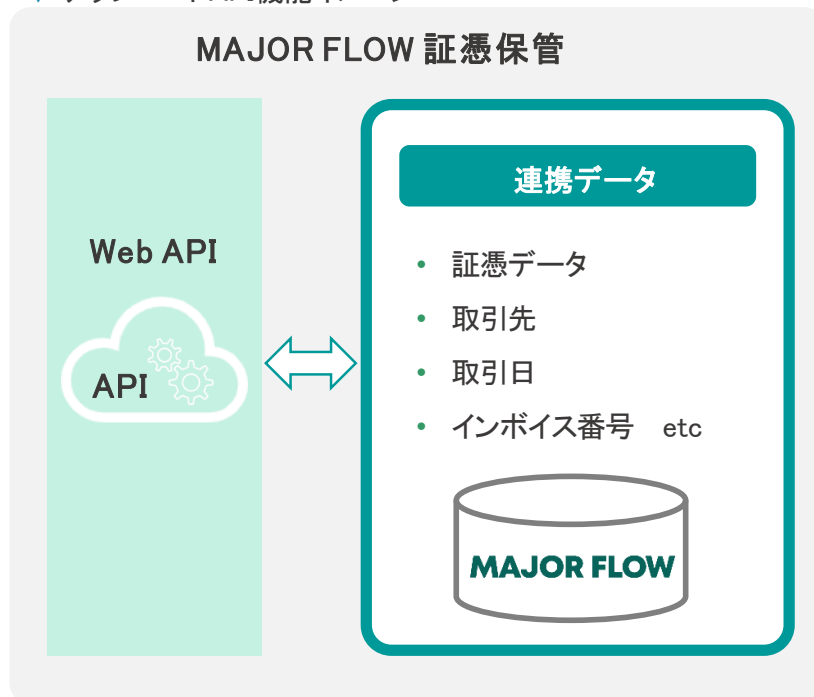 MAJOR FLOW 証憑保管
連携データ
Web API
API
• 証憑データ
• 取引先
• 取引日
• インボイス番号　etc
MAJOR FLOW